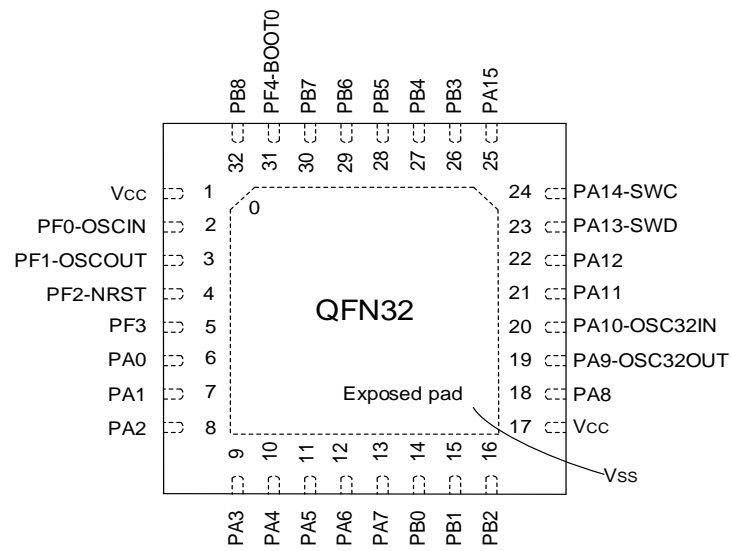 PB8
PF4-BOOT0
PB7
PB6
PB5
PB4
PB3
PA15
32
31
30
29
28
27
26
25
Vcc 1
PF0-OSCIN 2
PF1-OSCOUT 3
PF2-NRST 4
PF3 5
PA0 6
PA1 7
PA2 8
0
QFN32
Exposed pad
24 PA14-SWC
23 PA13-SWD
22 PA12
21 PA11
20 PA10-OSC32IN
19 PA9-OSC32OUT
18 PA8
17 Vcc
Vss
9
10
11
12
13
14
15
16
PA3
PA4
PA5
PA6
PA7
PB0
PB1
PB2